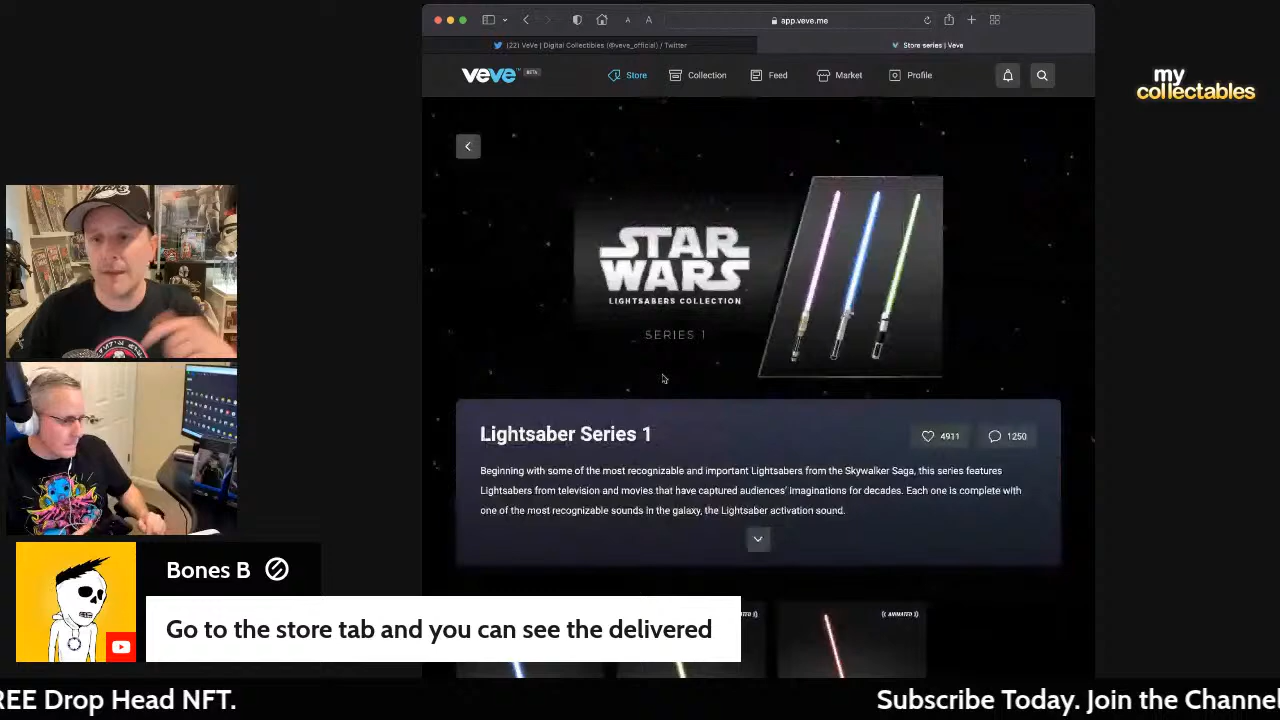 app.veve.me
(22) VeVe | Digital Collectibles (@veve_official) / Twitter
Store series | Veve
veve BETA
Store
Collection
Feed
Market
Profile
my
collectables
STAR
WARS
LIGHTSABERS COLLECTION
SERIES 1
Lightsaber Series 1
4911
1250
Beginning with some of the most recognizable and important Lightsabers from the Skywalker Saga, this series features
Lightsabers from television and movies that have captured audiences' imaginations for decades. Each one is complete with
one of the most recognizable sounds in the galaxy, the Lightsaber activation sound.
ANIMATED
Bones B
Go to the store tab and you can see the delivered
REE Drop Head NFT.
Subscribe Today. Join the Channel